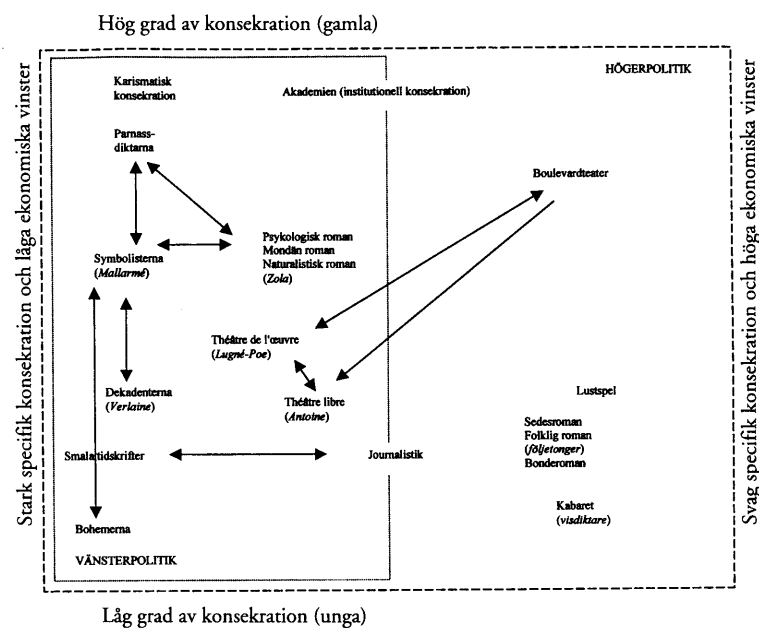 Hög grad av konsekration (gamla)
HÖGERPOLITIK
Karismatisk
konsekration
Akademien (institutionell konsekration)
Parnass-
diktarna
Boulevardteater
Psykologisk roman
Mondän roman
Naturalistisk roman
(Zola)
Symbolisterna
(Mallarmé)
Théâtre de l'œuvre
(Lugné-Poe)
Dekadenterna
(Verlaine)
Théâtre libre
(Antoine)
Lustspel
Sedesroman
Folklig roman
(följetonger)
Bonderoman
Smala tidskrifter
Journalistik
Kabaret
(visdiktare)
Bohemerna
VÄNSTERPOLITIK
Låg grad av konsekration (unga)
Stark specifik konsekration och låga ekonomiska vinster
Svag specifik konsekration och höga ekonomiska vinster